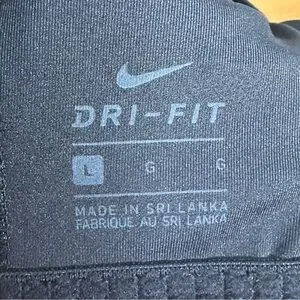 DRI-FIT
L G G
MADE IN SRI LANKA
FABRIQUE AU SRI LANKA